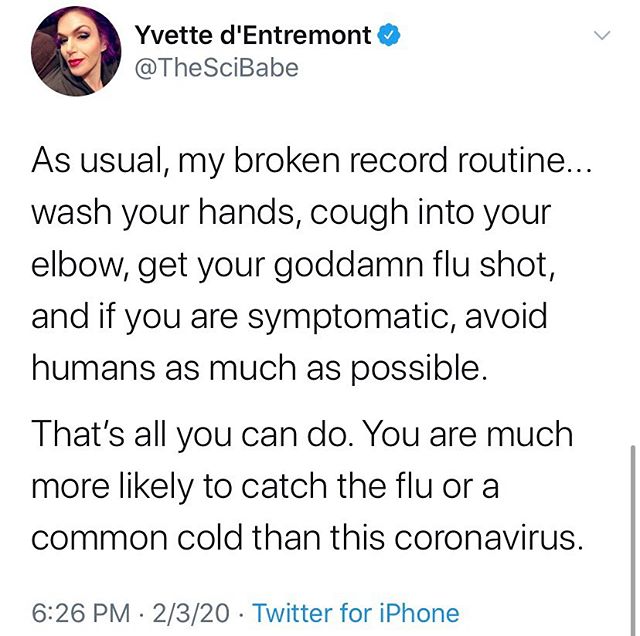 Yvette d'Entremont
@TheSciBabe
As usual, my broken record routine...
wash your hands, cough into your
elbow, get your goddamn flu shot,
and if you are symptomatic, avoid
humans as much as possible.
That's all you can do. You are much
more likely to catch the flu or a
common cold than this coronavirus.
6:26 PM · 2/3/20 · Twitter for iPhone